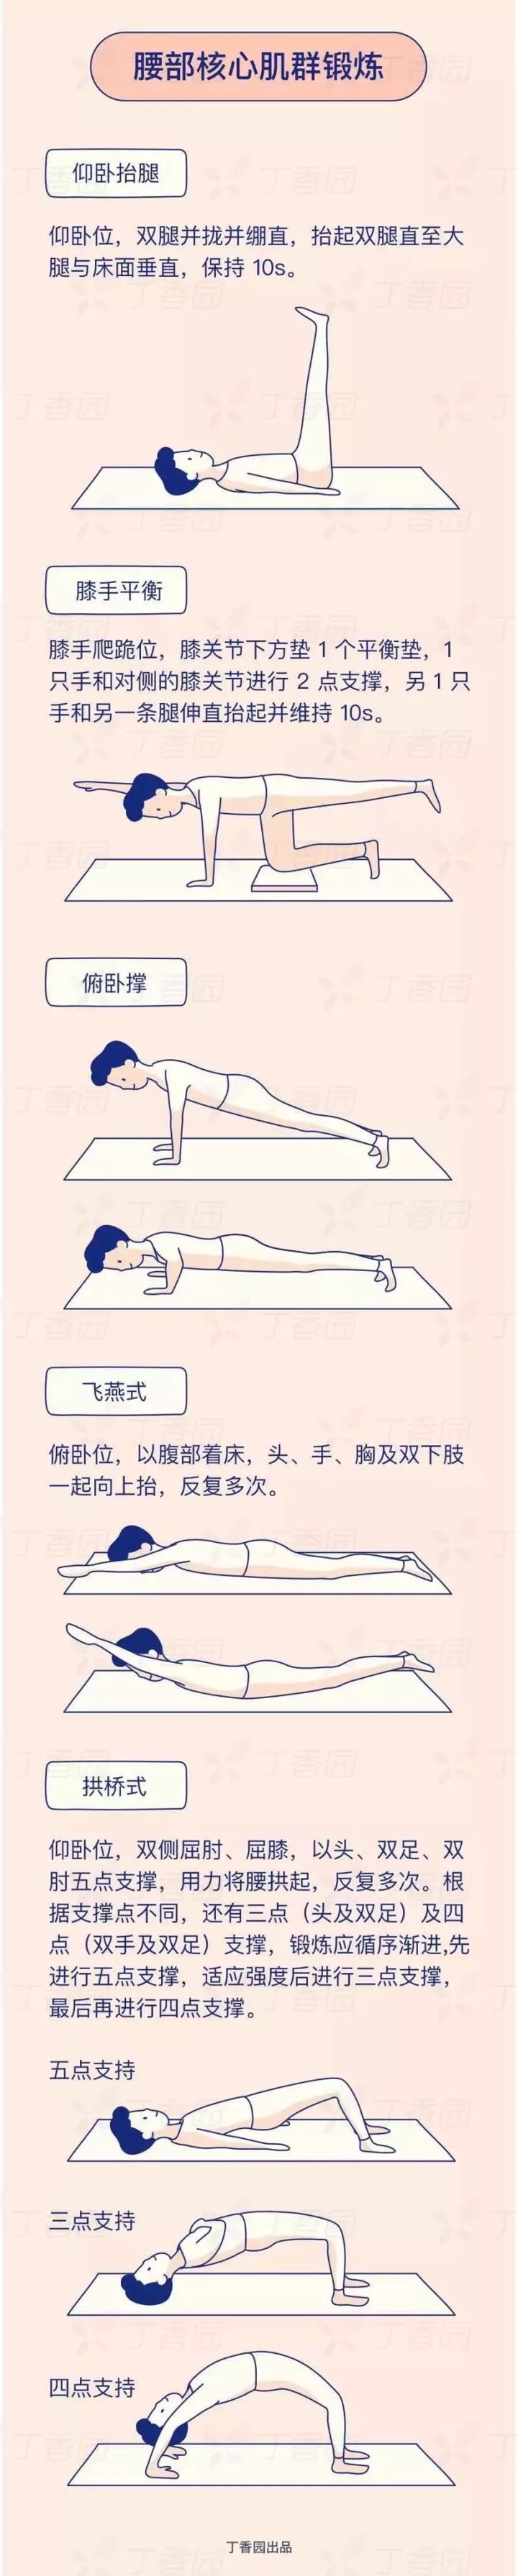 腰部核心肌群锻炼
仰卧抬腿
仰卧位，双腿并拢并绷直，抬起双腿直至大
腿与床面垂直，保持 10s。
膝手平衡
膝手爬跪位，膝关节下方垫 1 个平衡垫，1
只手和对侧的膝关节进行 2 点支撑，另 1 只
手和另一条腿伸直抬起并维持 10s。
俯卧撑
飞燕式
俯卧位，以腹部着床，头、手、胸及双下肢
一起向上抬，反复多次。
拱桥式
仰卧位，双侧屈肘、屈膝，以头、双足、双
肘五点支撑，用力将腰拱起，反复多次。根
据支撑点不同，还有三点（头及双足）及四
点（双手及双足）支撑，锻炼应循序渐进,先
进行五点支撑，适应强度后进行三点支撑，
最后再进行四点支撑。
五点支持
三点支持
四点支持
丁香园出品
丁香园